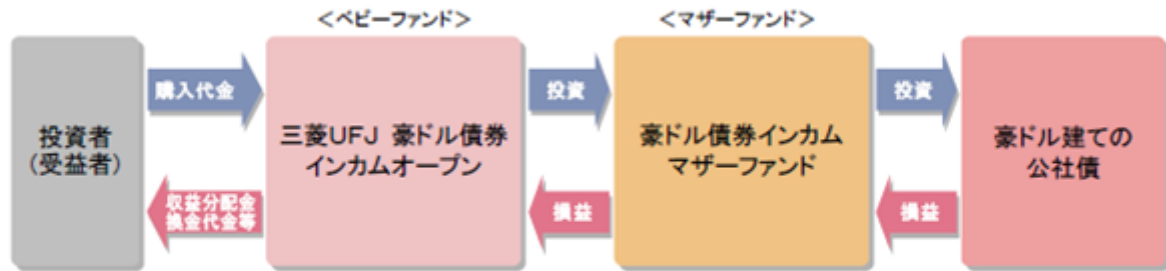 <ベビーファンド>
<マザーファンド>
投資者
(受益者)
購入代金
収益分配金
換金代金等
三菱UFJ 豪ドル債券
インカムオープン
投資
損益
豪ドル債券インカム
マザーファンド
投資
損益
豪ドル建ての
公社債